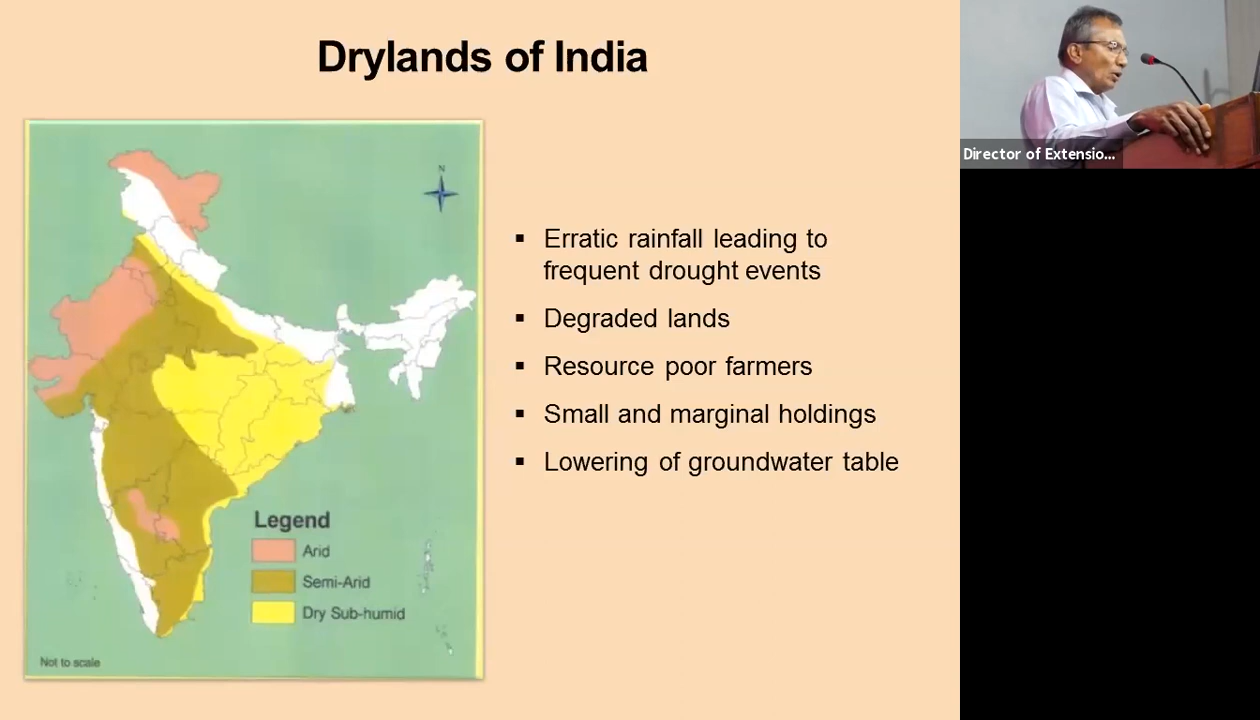 Drylands of India
N
▪ Erratic rainfall leading to
frequent drought events
▪ Degraded lands
▪ Resource poor farmers
▪ Small and marginal holdings
▪ Lowering of groundwater table
Legend
Arid
Semi-Arid
Dry Sub-humid
Not to scale
Director of Extensio...